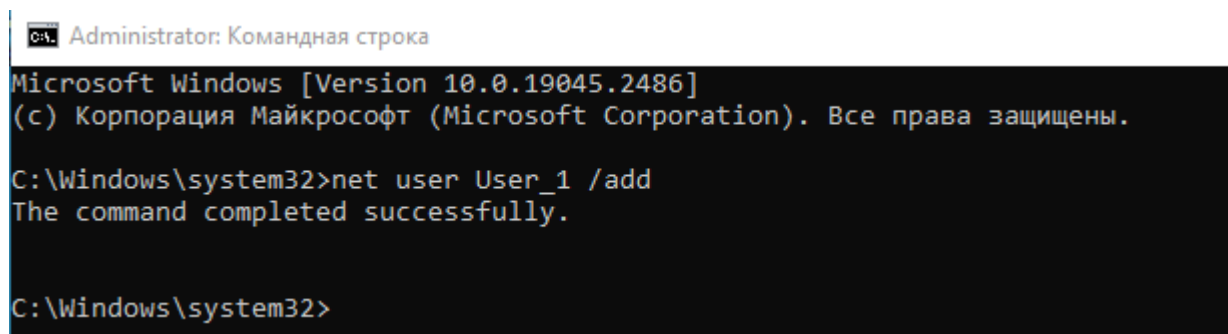 Administrator: Командная строка
Microsoft Windows [Version 10.0.19045.2486]
(c) Корпорация Майкрософт (Microsoft Corporation). Все права защищены.
C:\Windows\system32>net user User_1 /add
The command completed successfully.
C:\Windows\system32>